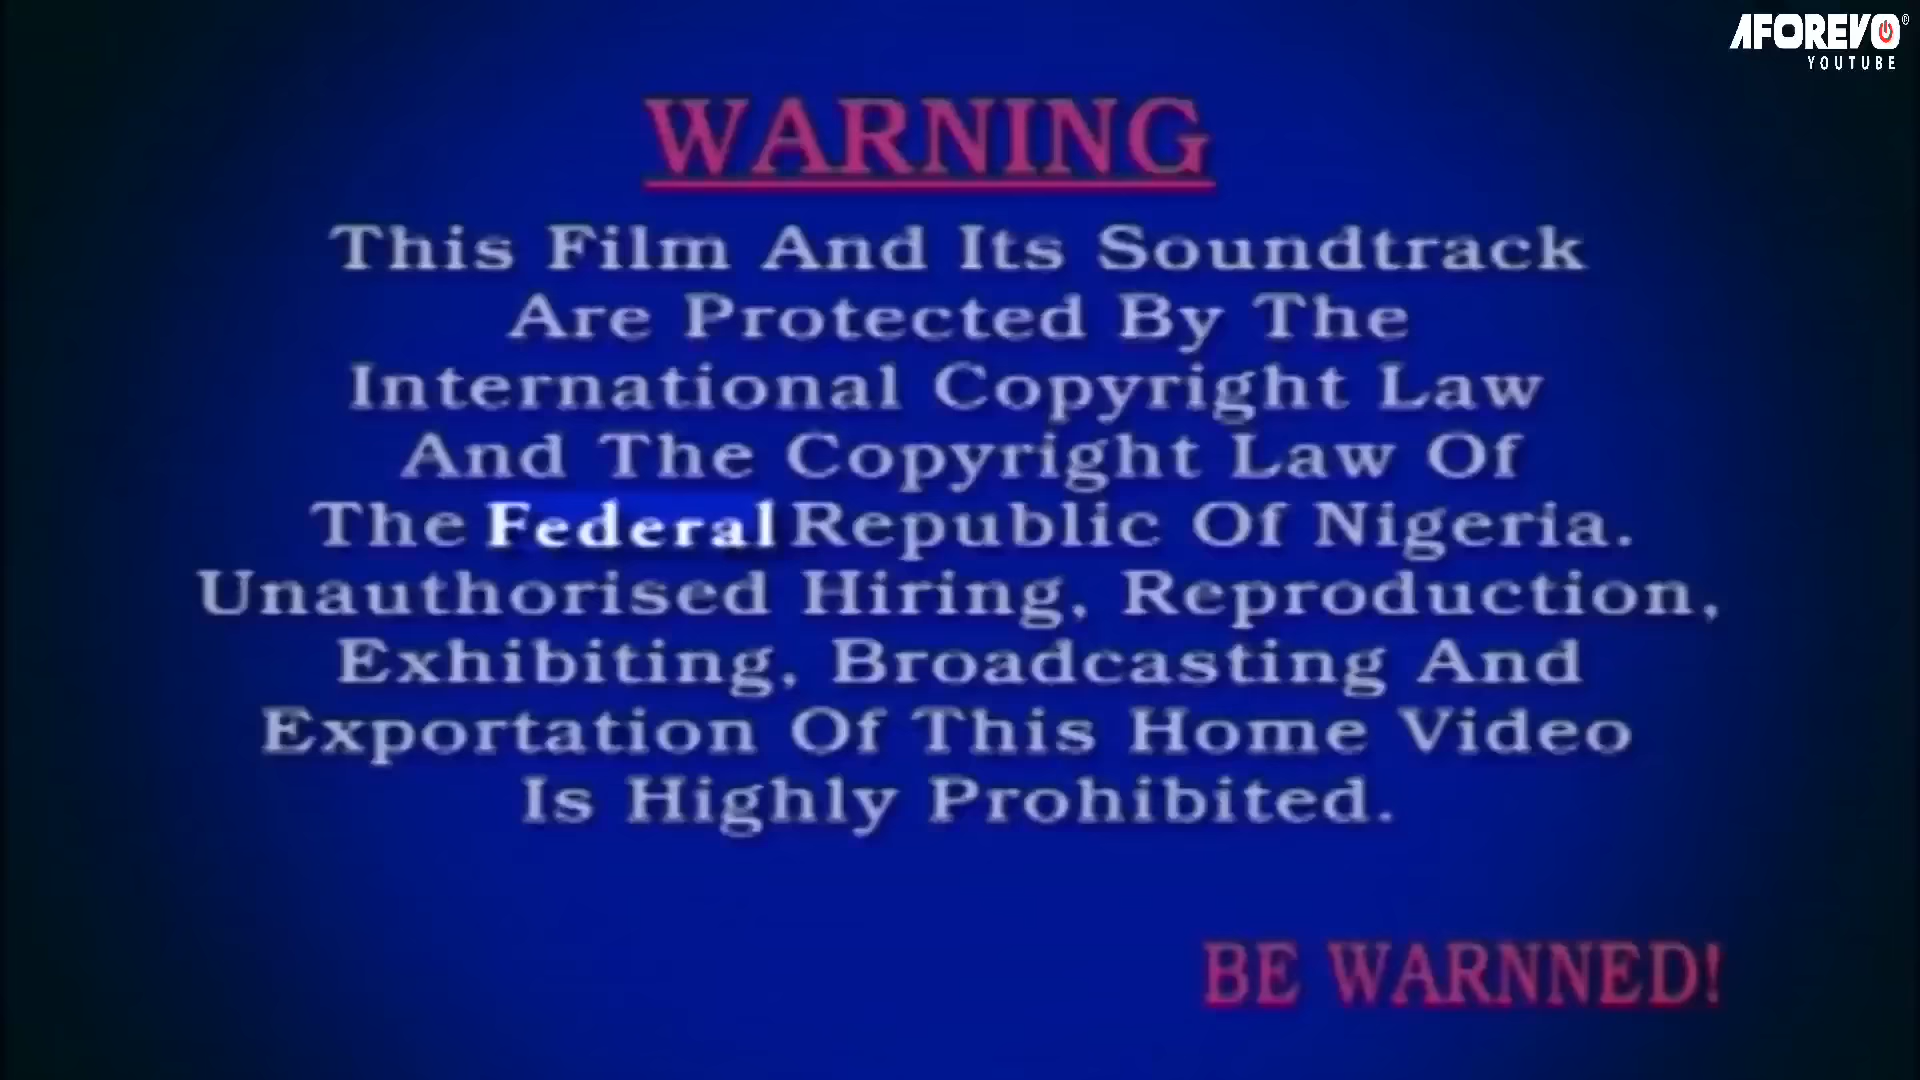 AFOREVO®
YOUTUBE
WARNING
This Film And Its Soundtrack
Are Protected By The
International Copyright Law
And The Copyright Law Of
The Federal Republic Of Nigeria.
Unauthorised Hiring, Reproduction,
Exhibiting, Broadcasting And
Exportation Of This Home Video
Is Highly Prohibited.
BE WARNNED!